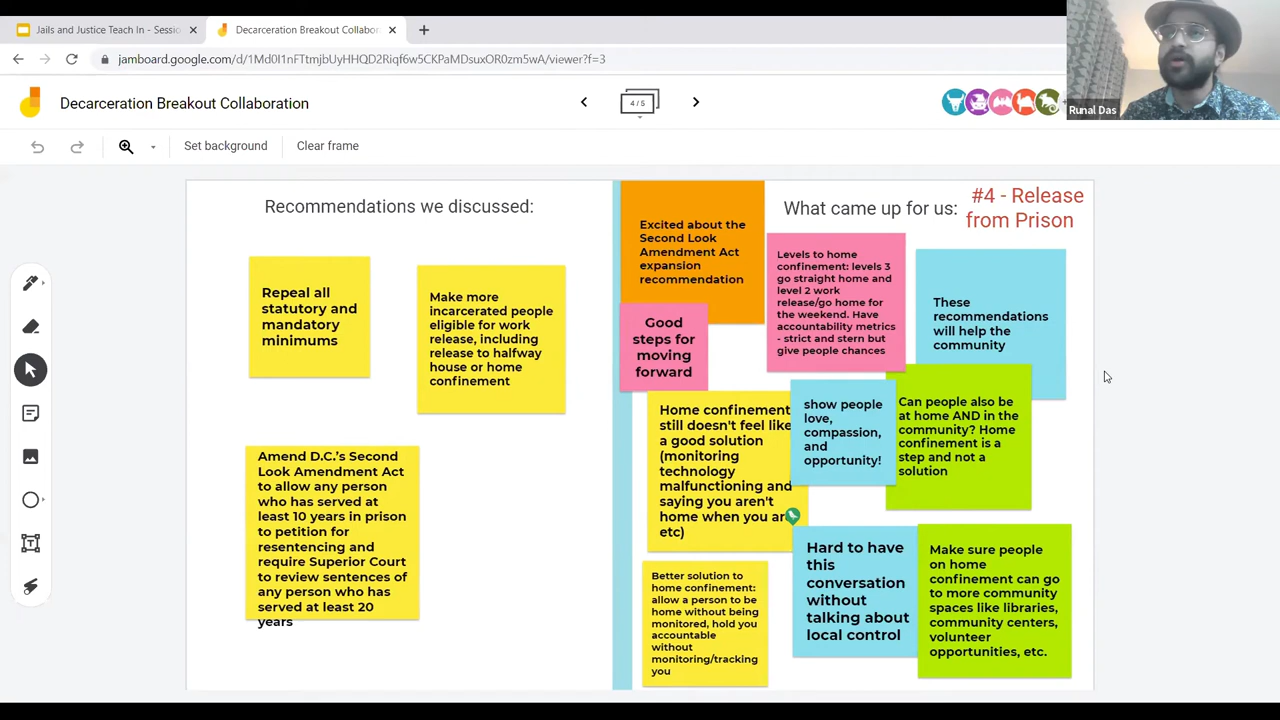 Jails and Justice Teach In - Sessi
Decarceration Breakout Collabo
jamboard.google.com/d/1Md0I1nFTtmjbUyHHQD2Riqf6w5CKPaMDsuxOR0zm5wA/viewer?f=3
Decarceration Breakout Collaboration
4 / 5
Runal Das
Set background
Clear frame
Recommendations we discussed:
Repeal all
statutory and
mandatory
minimums
Make more
incarcerated people
eligible for work
release, including
release to halfway
house or home
confinement
Amend D.C.'s Second
Look Amendment Act
to allow any person
who has served at
least 10 years in prison
to petition for
resentencing and
require Superior Court
to review sentences of
any person who has
served at least 20
years
What came up for us:
#4 - Release
from Prison
Excited about the
Second Look
Amendment Act
expansion
recommendation
Levels to home
confinement: levels 3
go straight home and
level 2 work
release/go home for
the weekend. Have
accountability metrics
- strict and stern but
give people chances
These
recommendations
will help the
community
Good
steps for
moving
forward
Home confinement
still doesn't feel like
a good solution
(monitoring
technology
malfunctioning and
saying you aren't
home when you ar
etc)
show people
love,
compassion,
and
opportunity!
Can people also be
at home AND in the
community? Home
confinement is a
step and not a
solution
Better solution to
home confinement:
allow a person to be
home without being
monitored, hold you
accountable
without
monitoring/tracking
you
Hard to have
this
conversation
without
talking about
local control
Make sure people
on home
confinement can go
to more community
spaces like libraries,
community centers,
volunteer
opportunities, etc.